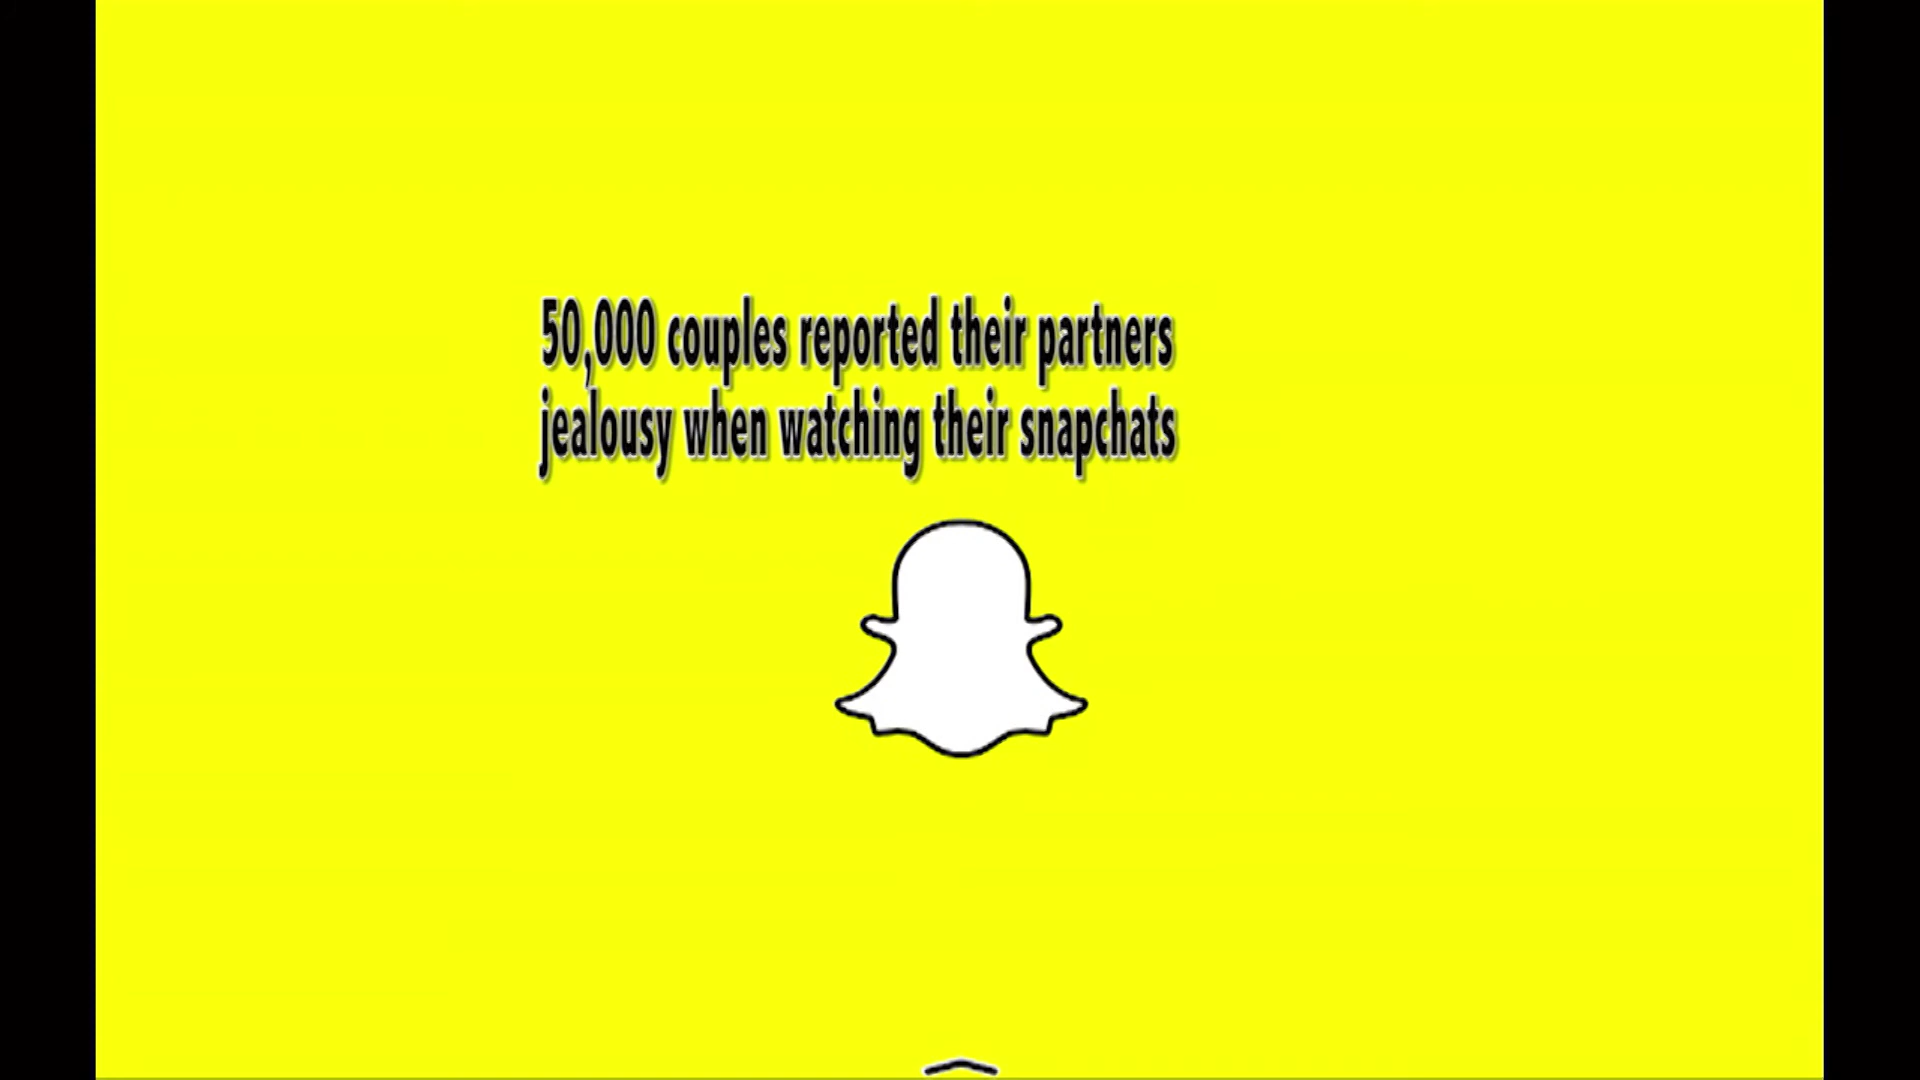 50,000 couples reported their partners
jealousy when watching their snapchats